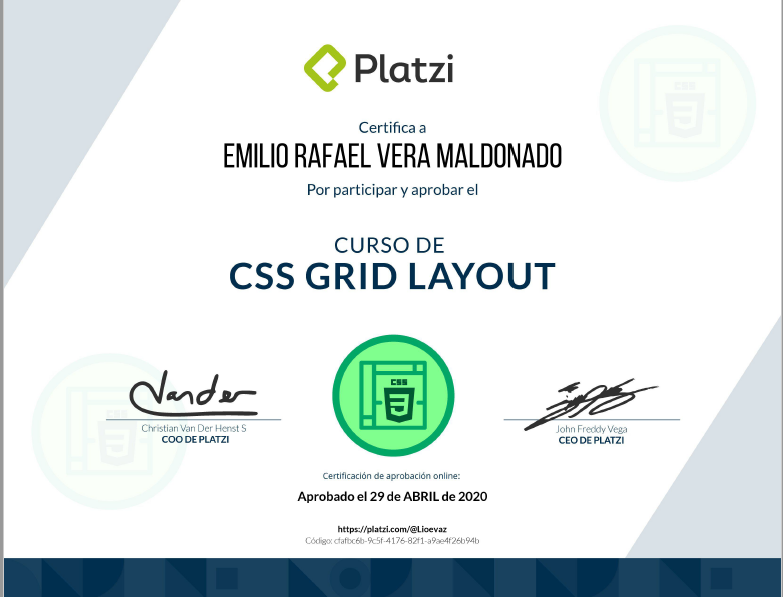 Platzi
Certifica a
EMILIO RAFAEL VERA MALDONADO
Por participar y aprobar el
CURSO DE
CSS GRID LAYOUT
CSS
Vander
Christian Van Der Henst S
COO DE PLATZI
CSS
John Freddy Vega
CEO DE PLATZI
Certificación de aprobación online:
Aprobado el 29 de ABRIL de 2020
https://platzi.com/@Lioevaz
Código: cfafbc6b-9c5f-4176-82f1-a9ae4f26b94b